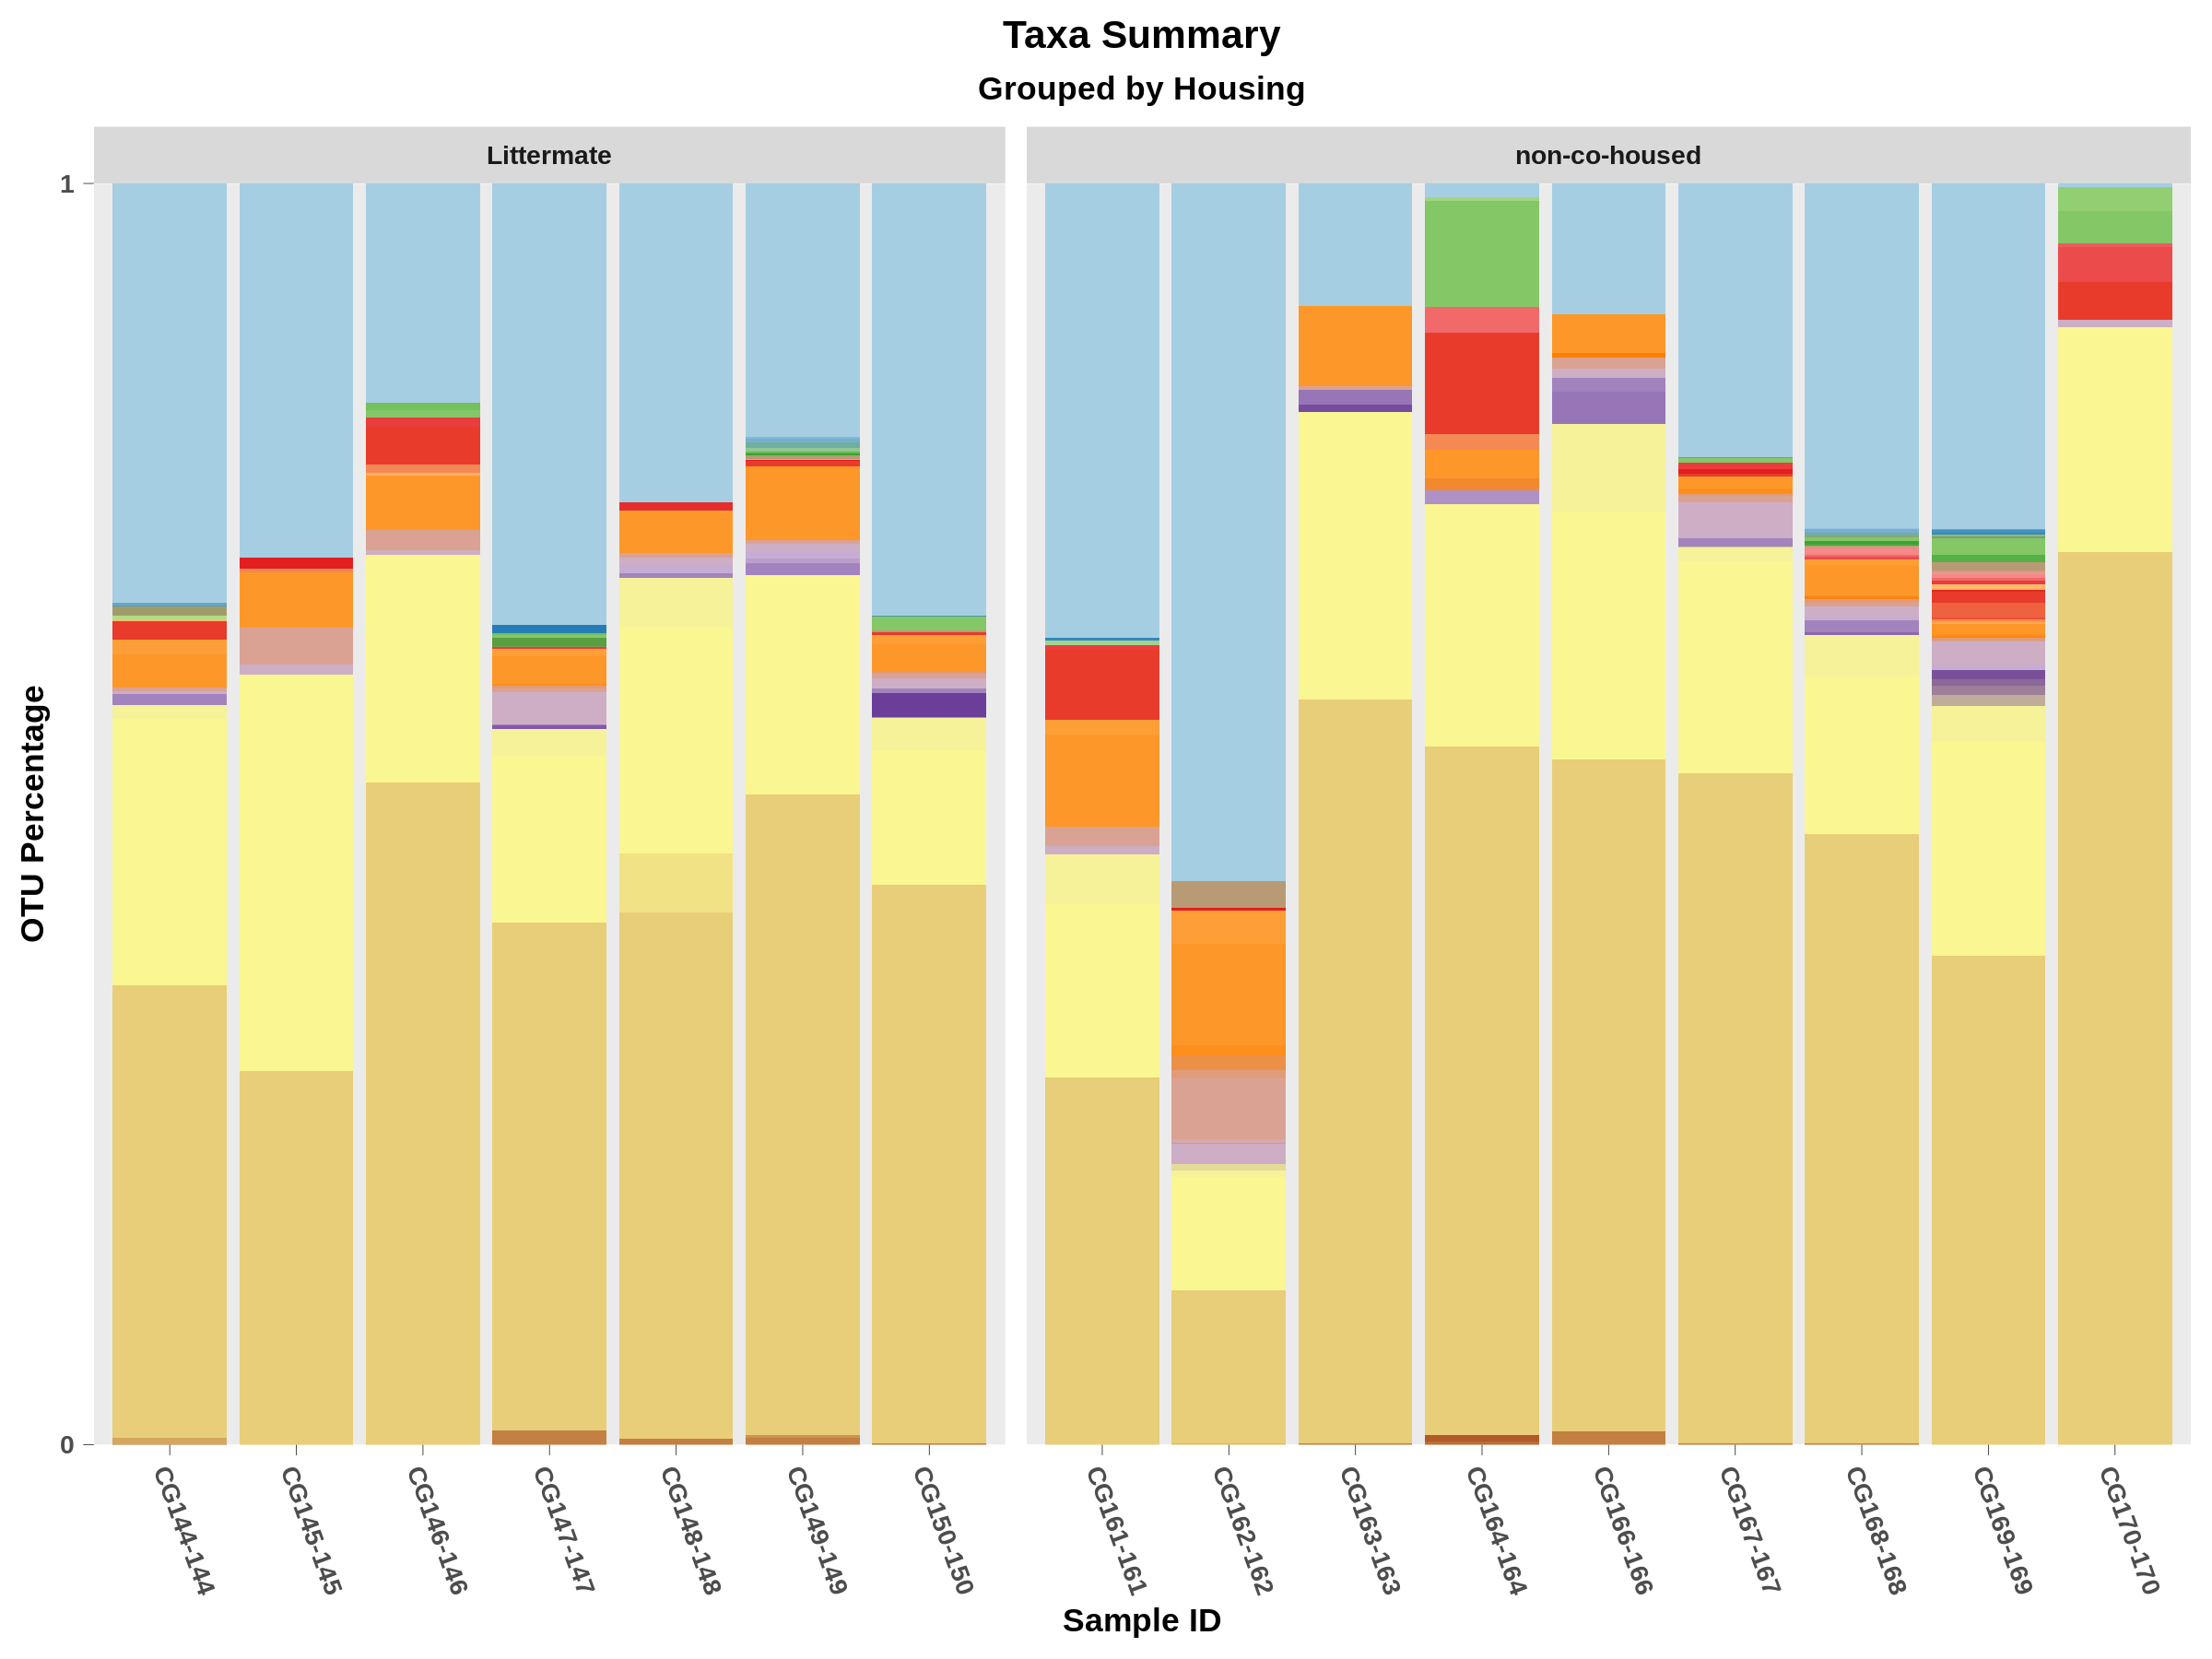 Taxa Summary
Grouped by Housing
Littermate
non-co-housed
1
OTU Percentage
0
CG144-144
CG145-145
CG146-146
CG147-147
CG148-148
CG149-149
CG150-150
CG161-161
CG162-162
CG163-163
CG164-164
CG166-166
CG167-167
CG168-168
CG169-169
CG170-170
Sample ID